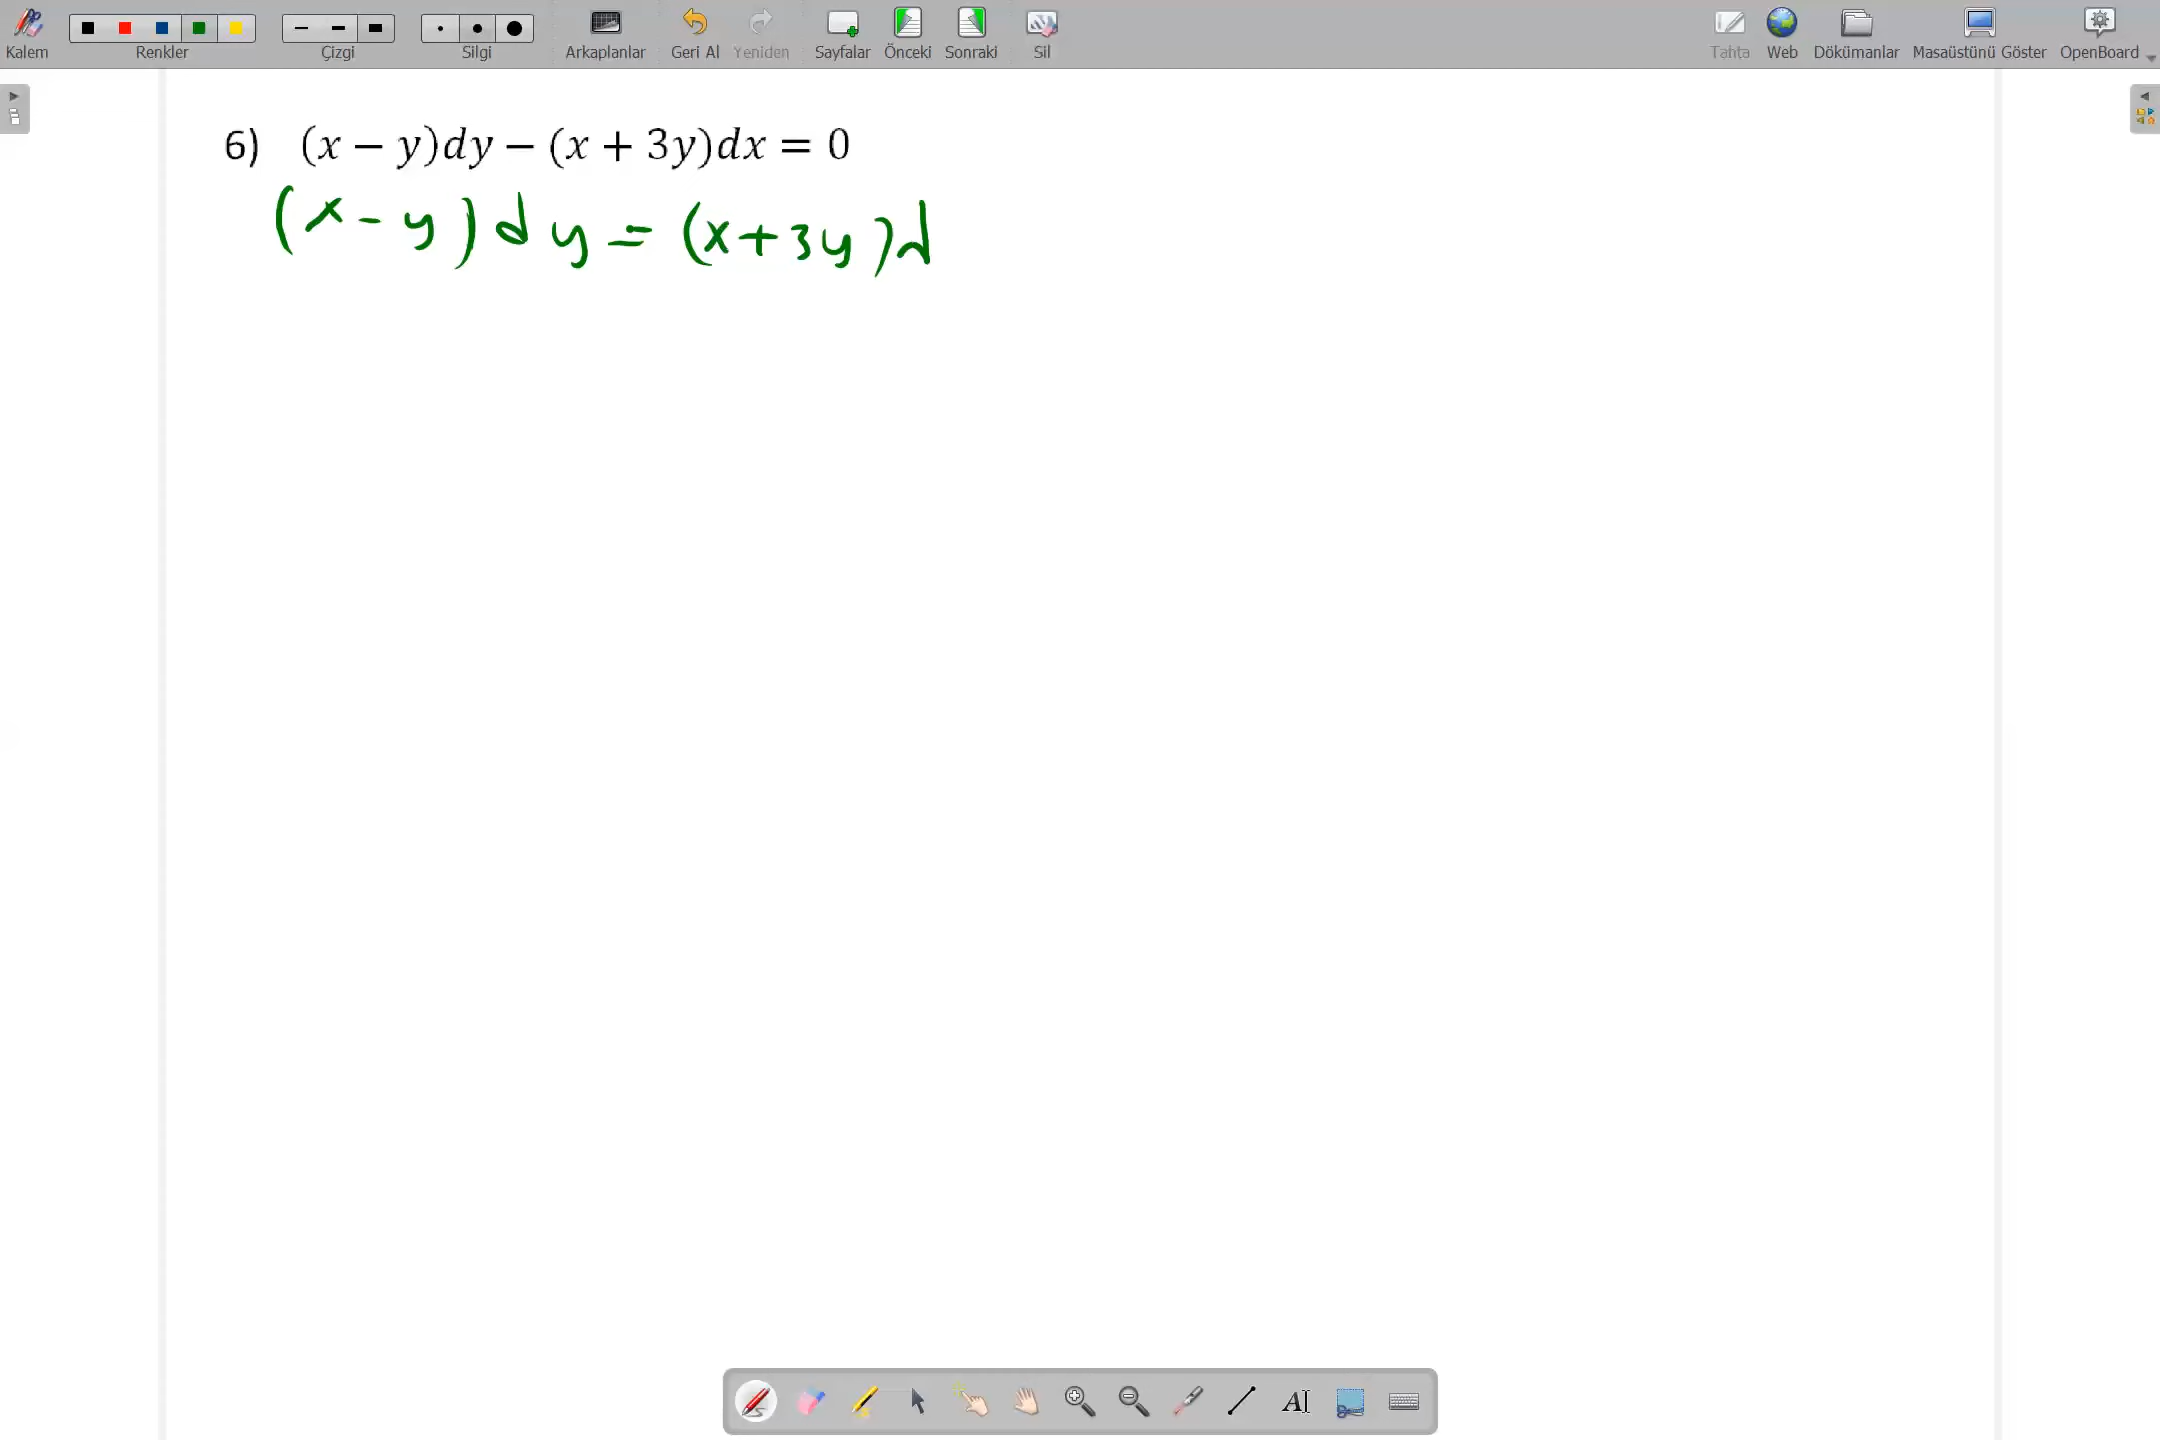 Kalem Renkler Çizgi Silgi Arkaplanlar Geri Al Yeniden Sayfalar Önceki Sonraki Sil Tahta Web Dökümanlar Masaüstünü Göster OpenBoard
6) (x − y)dy − (x + 3y)dx = 0
(x - y) dy = (x+3y)d